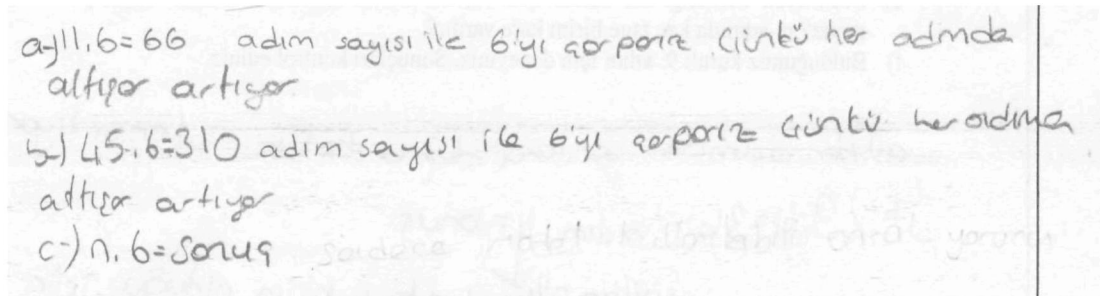 a-)11.6=66 adım sayısı ile 6'yı çarparız Çünkü her adımda
altışar artıyor
b-) 45.6=310 adım sayısı ile 6'yı çarparız Çünkü her adımda
altışar artıyor
c-) n.6=Sonuç